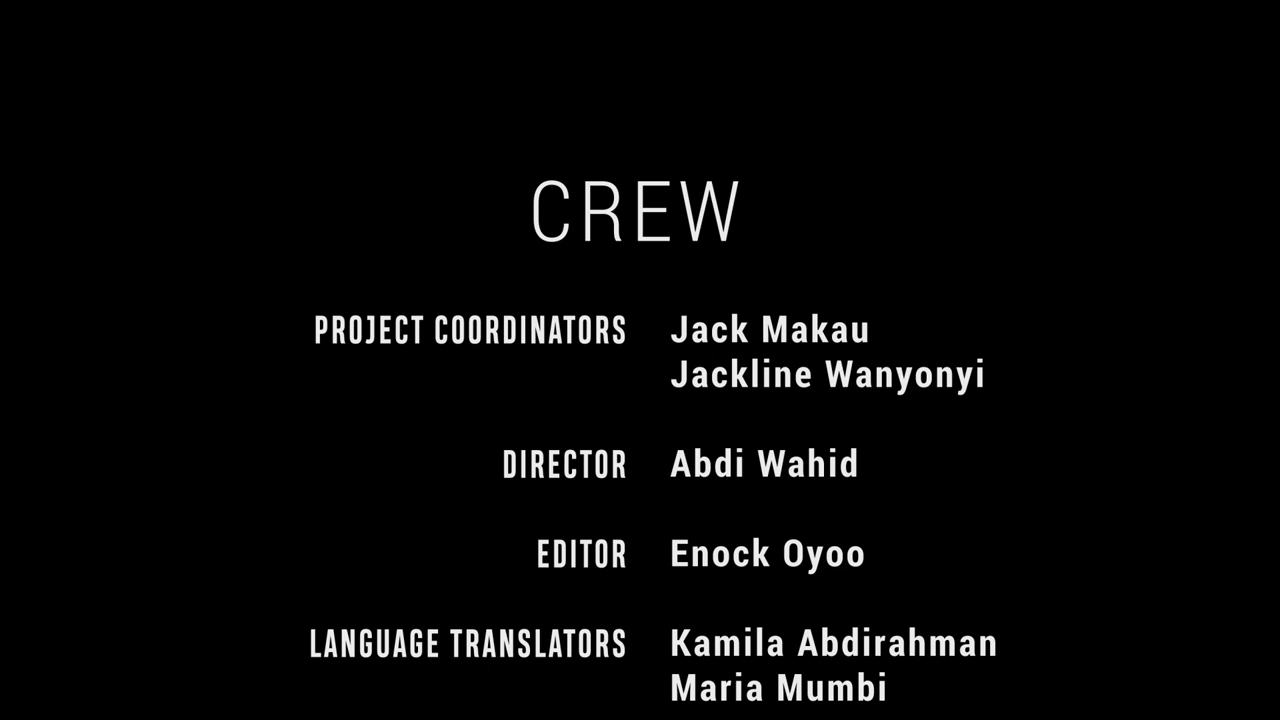 CREW
PROJECT COORDINATORS Jack Makau
Jackline Wanyonyi
DIRECTOR Abdi Wahid
EDITOR Enock Oyoo
LANGUAGE TRANSLATORS Kamila Abdirahman
Maria Mumbi